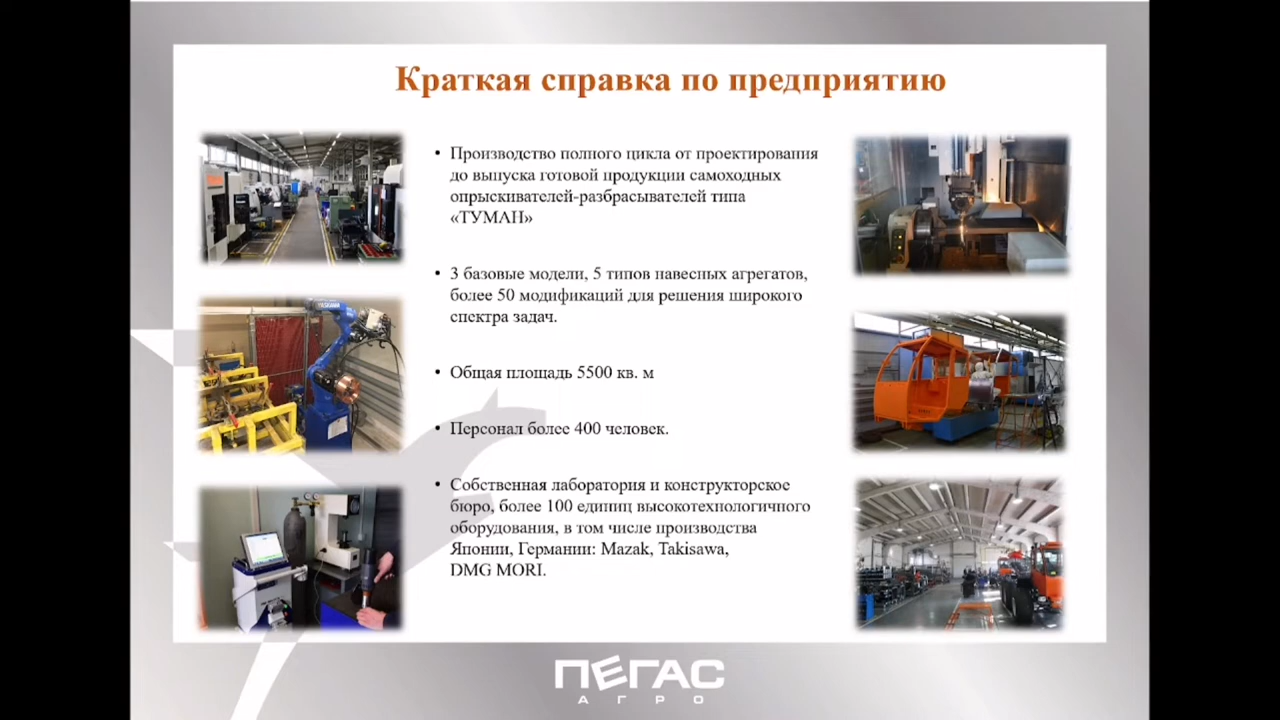 Краткая справка по предприятию
• Производство полного цикла от проектирования
до выпуска готовой продукции самоходных
опрыскивателей-разбрасывателей типа
«ТУМАН»
• 3 базовые модели, 5 типов навесных агрегатов,
более 50 модификаций для решения широкого
спектра задач.
• Общая площадь 5500 кв. м
• Персонал более 400 человек.
• Собственная лаборатория и конструкторское
бюро, более 100 единиц высокотехнологичного
оборудования, в том числе производства
Японии, Германии: Mazak, Takisawa,
DMG MORI.
YASKAWA
ПЕГАС
АГРО